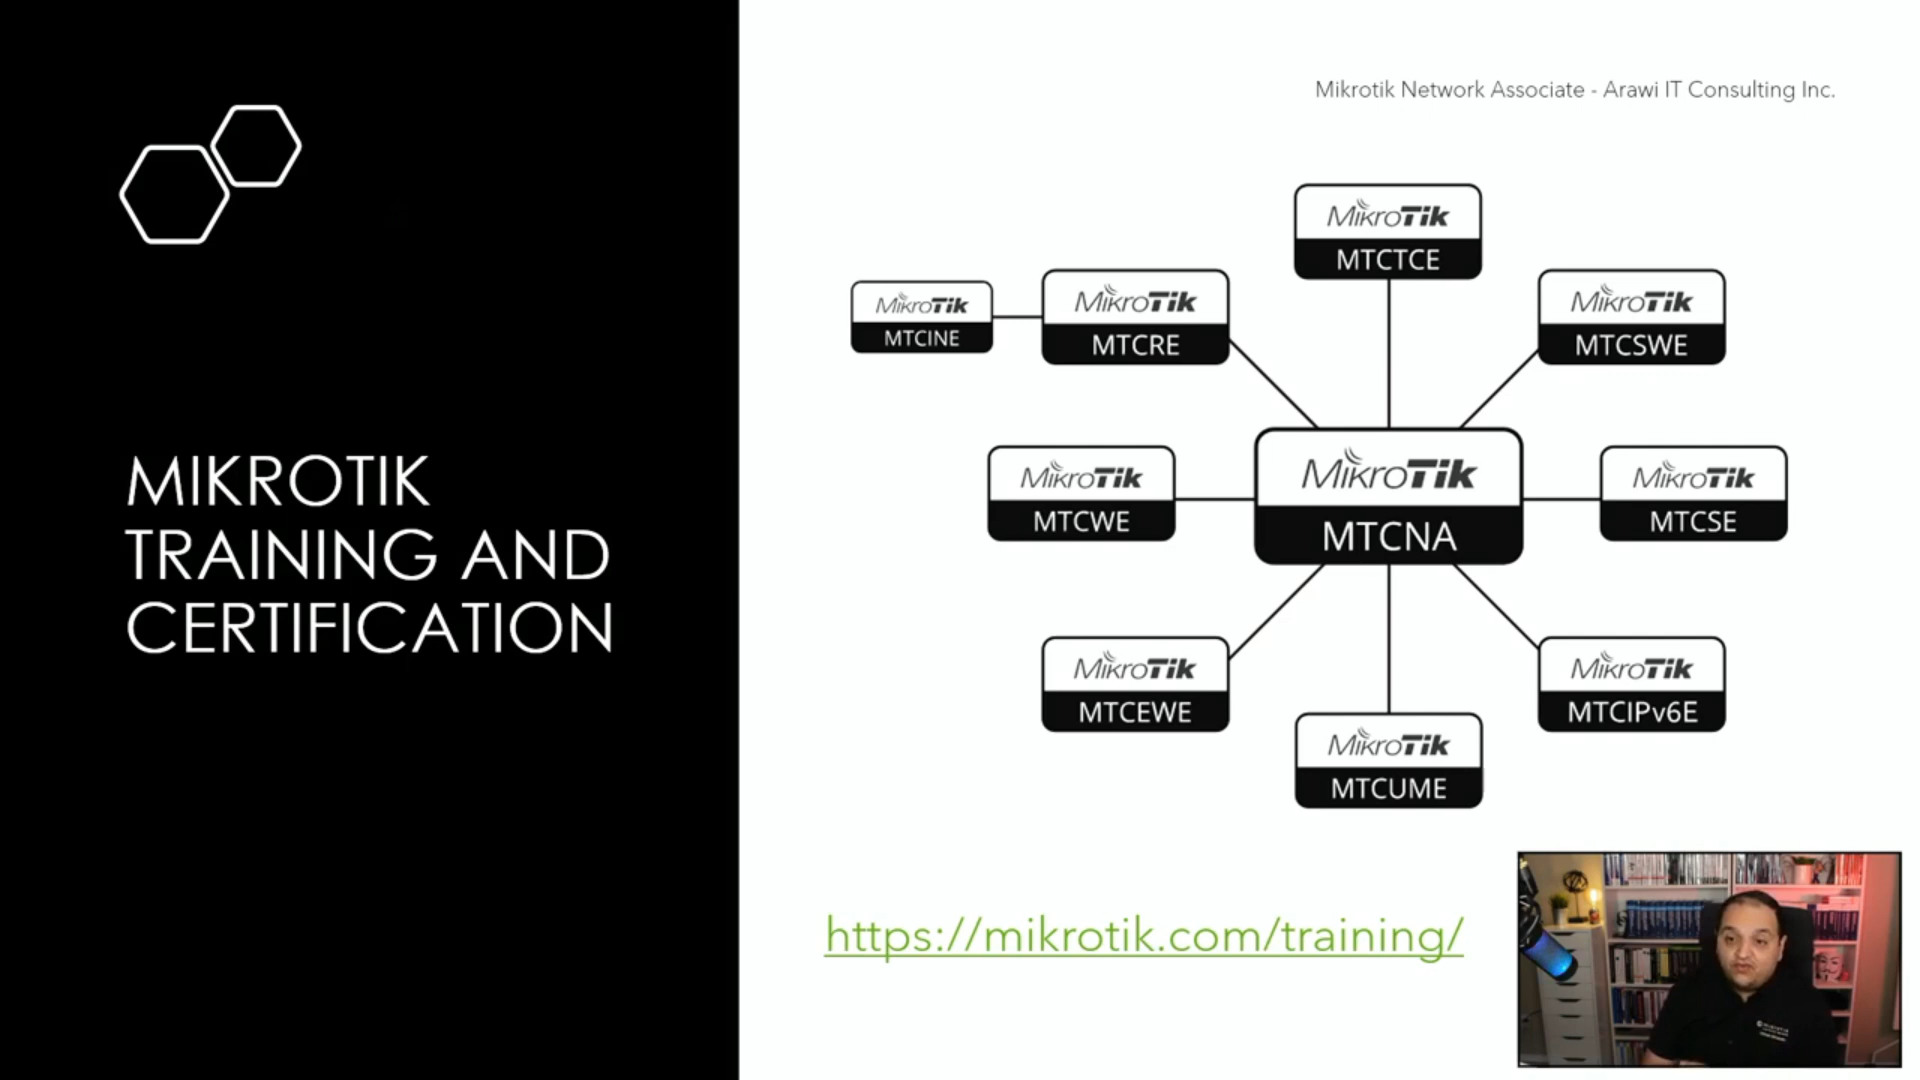 Mikrotik Network Associate - Arawi IT Consulting Inc.
MIKROTIK
TRAINING AND
CERTIFICATION
MikroTik
MTCTCE
MikroTik
MTCINE
MikroTik
MTCRE
MikroTik
MTCSWE
MikroTik
MTCWE
MikroTik
MTCNA
MikroTik
MTCSE
MikroTik
MTCEWE
MikroTik
MTCUME
MikroTik
MTCIPv6E
https://mikrotik.com/training/